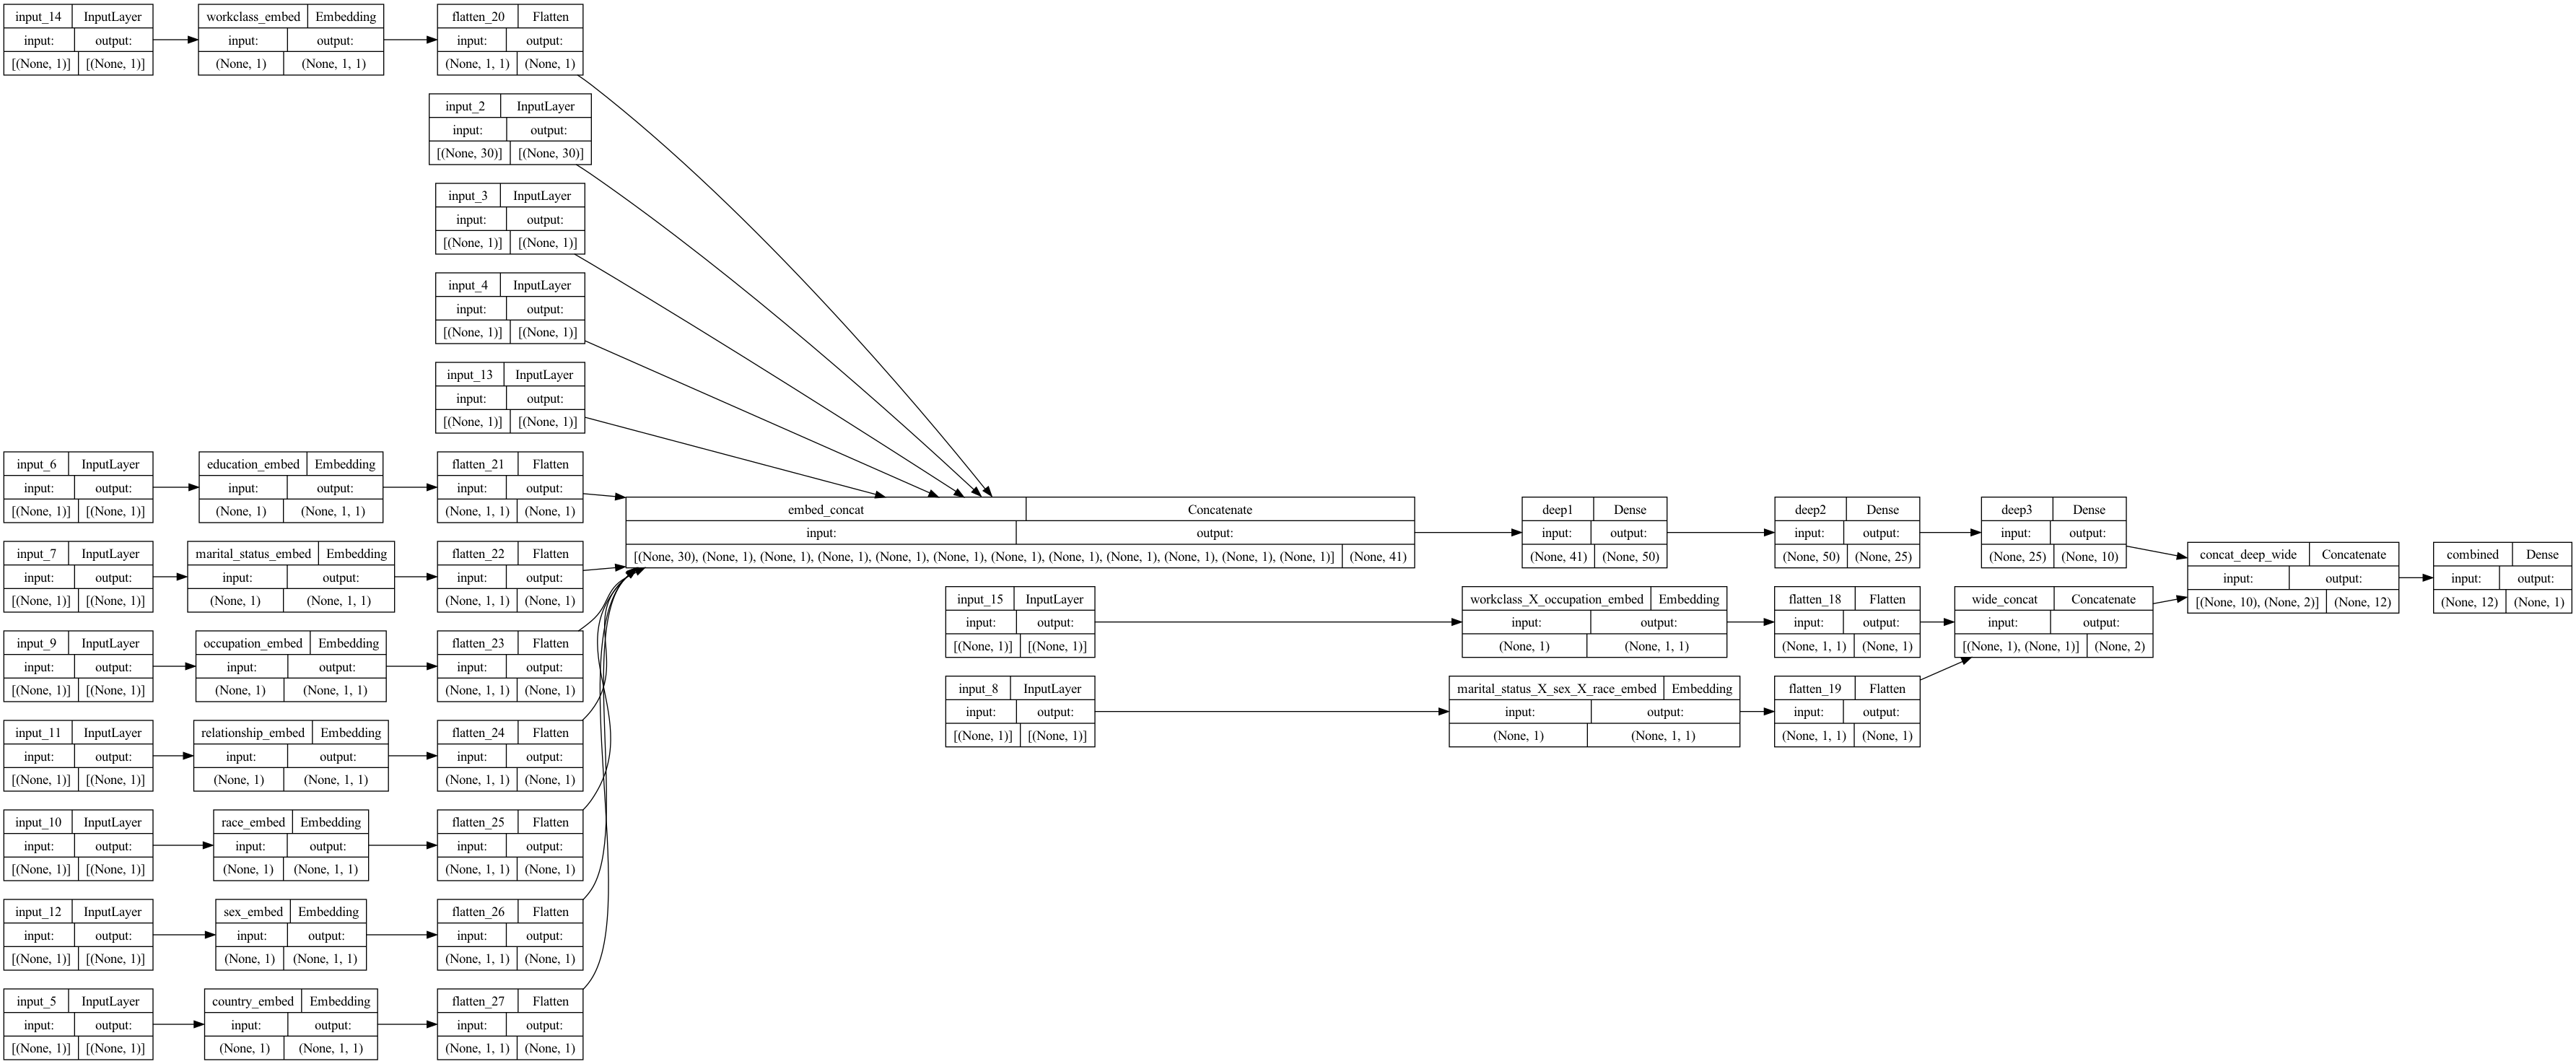 input_14 InputLayer
input: output:
[(None, 1)] [(None, 1)]
workclass_embed Embedding
input: output:
(None, 1) (None, 1, 1)
flatten_20 Flatten
input: output:
(None, 1, 1) (None, 1)
input_2 InputLayer
input: output:
[(None, 30)] [(None, 30)]
input_3 InputLayer
input: output:
[(None, 1)] [(None, 1)]
input_4 InputLayer
input: output:
[(None, 1)] [(None, 1)]
input_13 InputLayer
input: output:
[(None, 1)] [(None, 1)]
input_6 InputLayer
input: output:
[(None, 1)] [(None, 1)]
education_embed Embedding
input: output:
(None, 1) (None, 1, 1)
flatten_21 Flatten
input: output:
(None, 1, 1) (None, 1)
input_7 InputLayer
input: output:
[(None, 1)] [(None, 1)]
marital_status_embed Embedding
input: output:
(None, 1) (None, 1, 1)
flatten_22 Flatten
input: output:
(None, 1, 1) (None, 1)
input_9 InputLayer
input: output:
[(None, 1)] [(None, 1)]
occupation_embed Embedding
input: output:
(None, 1) (None, 1, 1)
flatten_23 Flatten
input: output:
(None, 1, 1) (None, 1)
input_11 InputLayer
input: output:
[(None, 1)] [(None, 1)]
relationship_embed Embedding
input: output:
(None, 1) (None, 1, 1)
flatten_24 Flatten
input: output:
(None, 1, 1) (None, 1)
input_10 InputLayer
input: output:
[(None, 1)] [(None, 1)]
race_embed Embedding
input: output:
(None, 1) (None, 1, 1)
flatten_25 Flatten
input: output:
(None, 1, 1) (None, 1)
input_12 InputLayer
input: output:
[(None, 1)] [(None, 1)]
sex_embed Embedding
input: output:
(None, 1) (None, 1, 1)
flatten_26 Flatten
input: output:
(None, 1, 1) (None, 1)
input_5 InputLayer
input: output:
[(None, 1)] [(None, 1)]
country_embed Embedding
input: output:
(None, 1) (None, 1, 1)
flatten_27 Flatten
input: output:
(None, 1, 1) (None, 1)
embed_concat Concatenate
input: output:
[(None, 30), (None, 1), (None, 1), (None, 1), (None, 1), (None, 1), (None, 1), (None, 1), (None, 1), (None, 1), (None, 1), (None, 1)] (None, 41)
deep1 Dense
input: output:
(None, 41) (None, 50)
deep2 Dense
input: output:
(None, 50) (None, 25)
deep3 Dense
input: output:
(None, 25) (None, 10)
input_15 InputLayer
input: output:
[(None, 1)] [(None, 1)]
workclass_X_occupation_embed Embedding
input: output:
(None, 1) (None, 1, 1)
flatten_18 Flatten
input: output:
(None, 1, 1) (None, 1)
input_8 InputLayer
input: output:
[(None, 1)] [(None, 1)]
marital_status_X_sex_X_race_embed Embedding
input: output:
(None, 1) (None, 1, 1)
flatten_19 Flatten
input: output:
(None, 1, 1) (None, 1)
wide_concat Concatenate
input: output:
[(None, 1), (None, 1)] (None, 2)
concat_deep_wide Concatenate
input: output:
[(None, 10), (None, 2)] (None, 12)
combined Dense
input: output:
(None, 12) (None, 1)